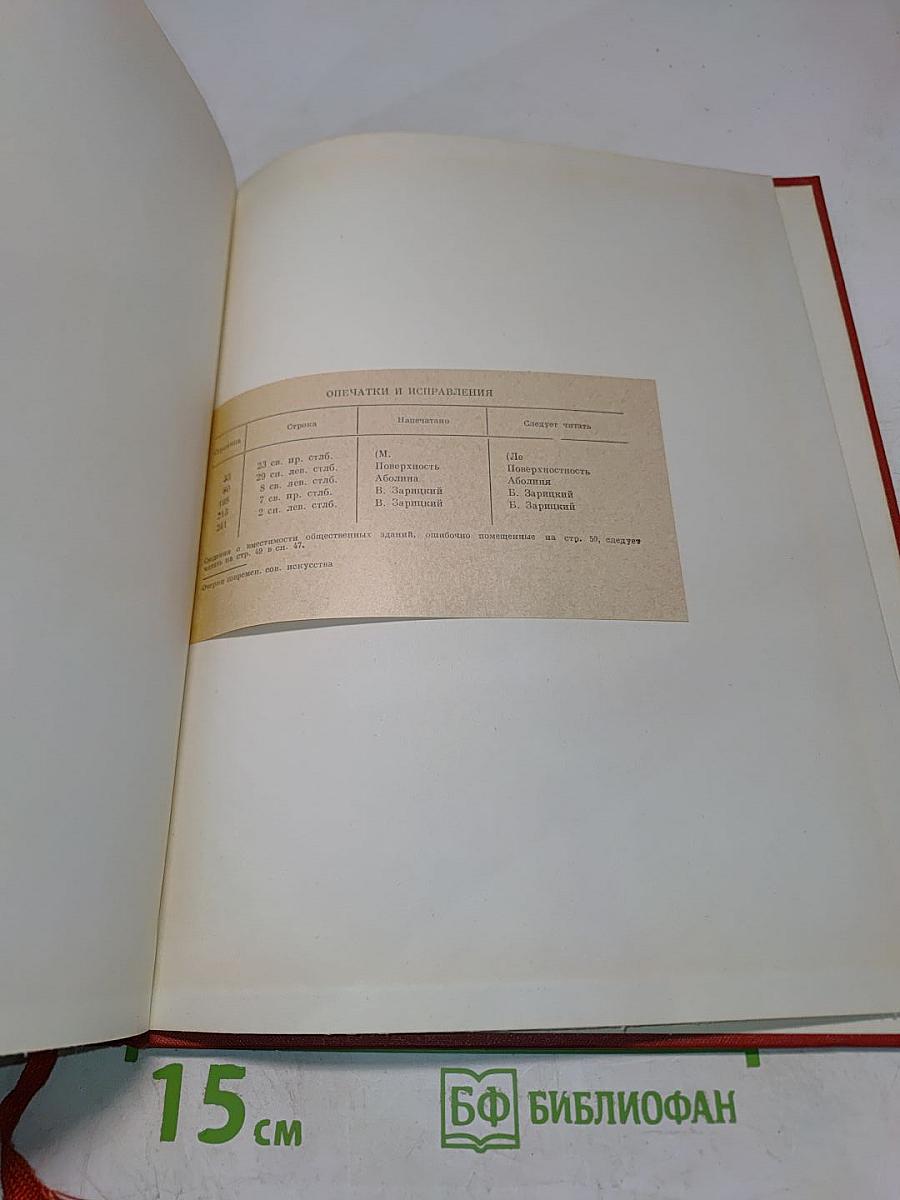 ОПЕЧАТКИ И ИСПРАВЛЕНИЯ
Страница Строка Напечатано Следует читать
23 св. пр. стлб. (М. (Ле
29 сн. лев. стлб. Поверхность Поверхностность
8 св. лев. стлб. Аболина Аболиня
7 св. пр. стлб. В. Зарицкий Б. Зарицкий
2 сн. лев. стлб. В. Зарицкий Б. Зарицкий
Сведения о вместимости общественных зданий, ошибочно помещенные на стр. 50, следует
читать на стр. 49 в сн. 47.
Очерки современ. сов. искусства
15 см
БФ БИБЛИОФАН